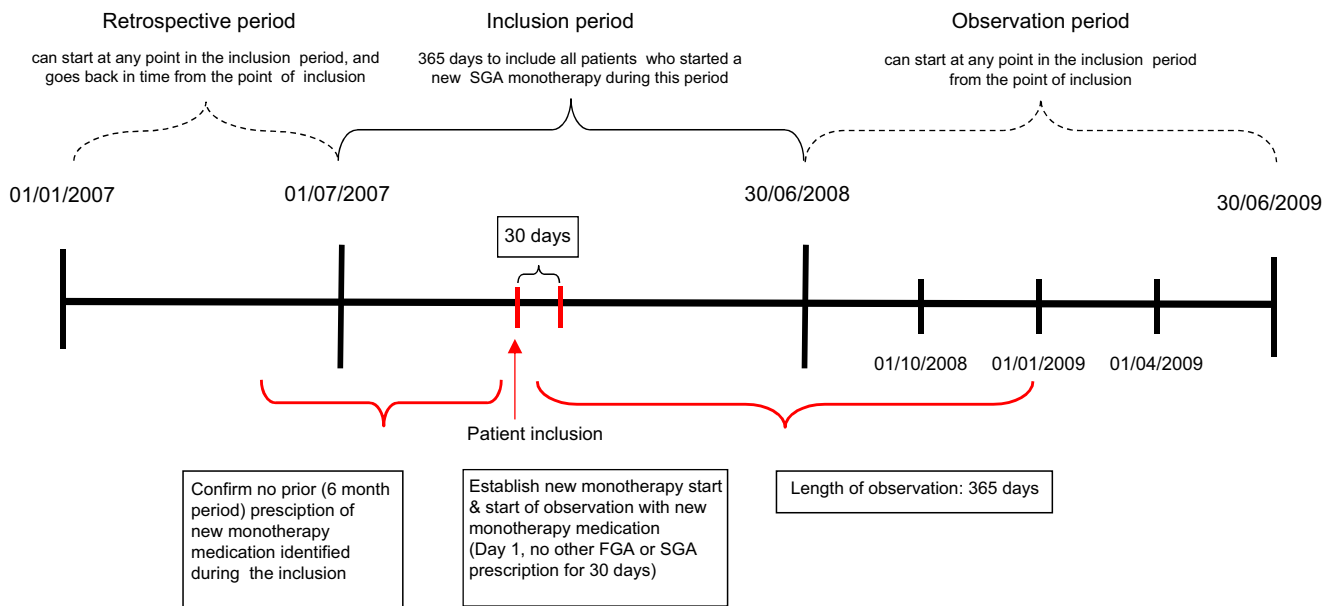 Retrospective period
can start at any point in the inclusion period, and
goes back in time from the point of inclusion
Inclusion period
365 days to include all patients who started a
new SGA monotherapy during this period
Observation period
can start at any point in the inclusion period
from the point of inclusion
01/01/2007
01/07/2007
30/06/2008
30/06/2009
30 days
01/10/2008
01/01/2009
01/04/2009
Patient inclusion
Confirm no prior (6 month
period) presciption of
new monotherapy
medication identified
during the inclusion
Establish new monotherapy start
& start of observation with new
monotherapy medication
(Day 1, no other FGA or SGA
prescription for 30 days)
Length of observation: 365 days